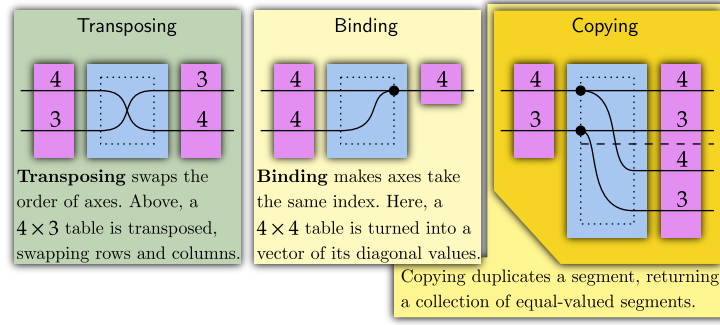 Transposing
4
3
3
4
Transposing swaps the
order of axes. Above, a
4 × 3 table is transposed,
swapping rows and columns.
Binding
4
4
4
Binding makes axes take
the same index. Here, a
4 × 4 table is turned into a
vector of its diagonal values.
Copying
4
3
4
3
4
3
Copying duplicates a segment, returning
a collection of equal-valued segments.